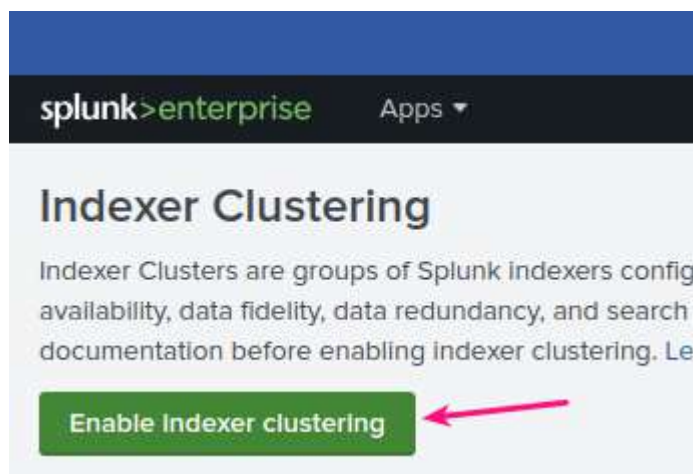 splunk>enterprise Apps
Indexer Clustering
Indexer Clusters are groups of Splunk indexers config
availability, data fidelity, data redundancy, and search
documentation before enabling indexer clustering. Le
Enable indexer clustering